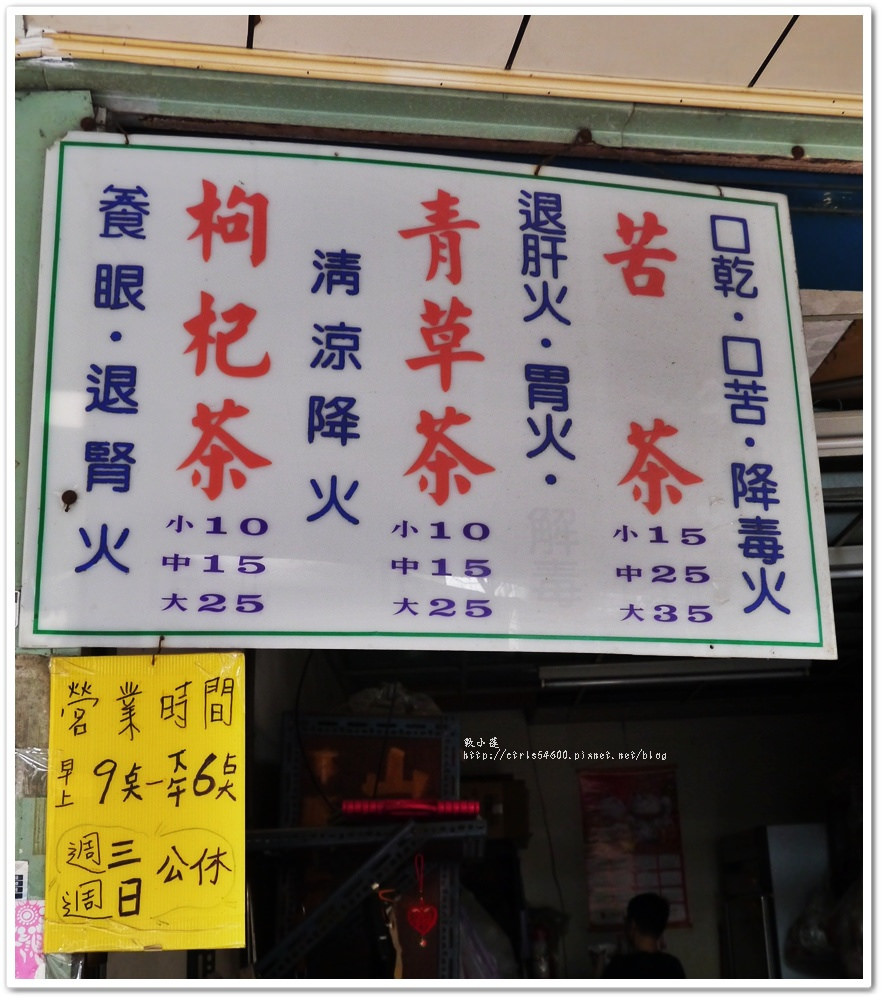 口乾・口苦・降毒火
苦茶
小15
中25
大35
退肝火・胃火・
解毒
青草茶
小10
中15
大25
清涼降火
枸杞茶
小10
中15
大25
養眼・退腎火
營業時間
早上9点－下午6点
週三
週日
公休
敗小蓮
http://ctrls54600.pixnet.net/blog